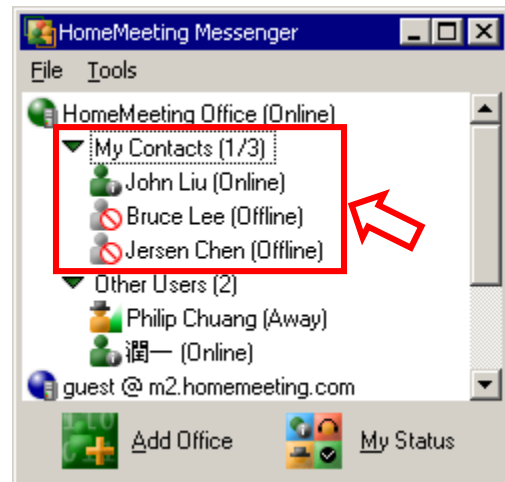 HomeMeeting Messenger
File Tools
HomeMeeting Office (Online)
My Contacts (1/3)
John Liu (Online)
Bruce Lee (Offline)
Jersen Chen (Offline)
Other Users (2)
Philip Chuang (Away)
潤一 (Online)
guest @ m2.homemeeting.com
Add Office My Status